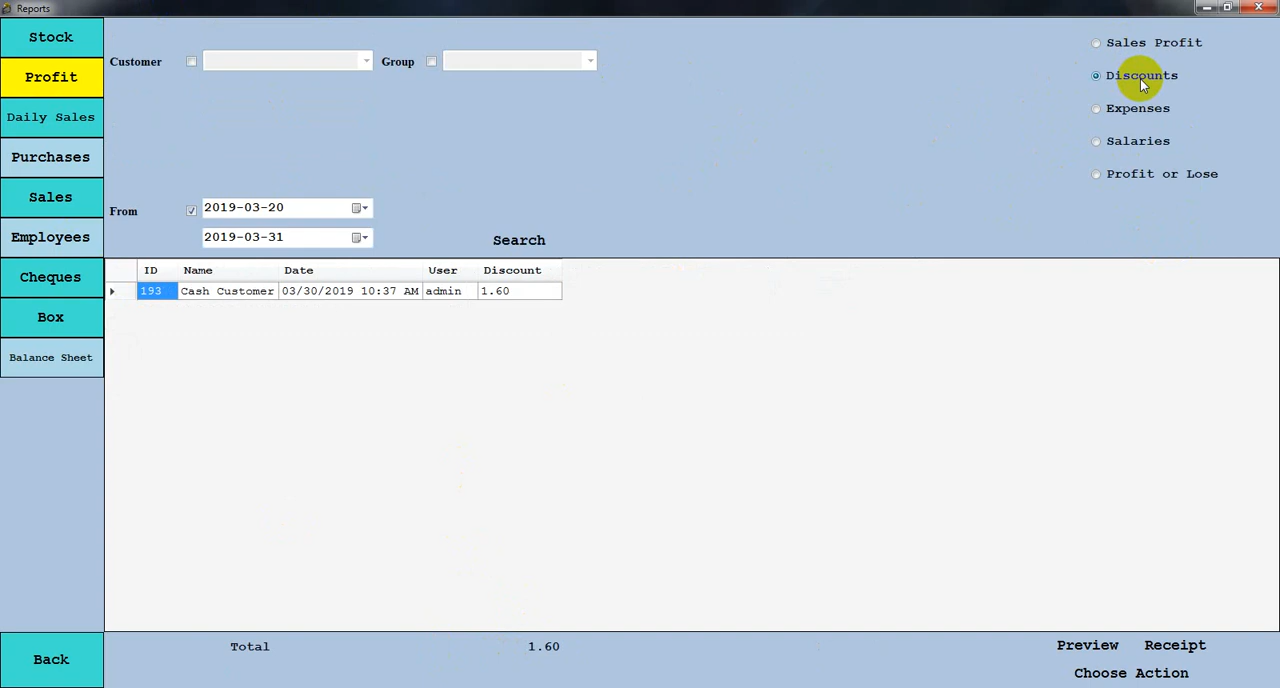 Reports
Stock
Profit
Daily Sales
Purchases
Sales
Employees
Cheques
Box
Balance Sheet
Back
Customer
Group
Sales Profit
Discounts
Expenses
Salaries
Profit or Lose
From
2019-03-20
2019-03-31
Search
ID Name Date User Discount
193 Cash Customer 03/30/2019 10:37 AM admin 1.60
Total 1.60
Preview Receipt
Choose Action